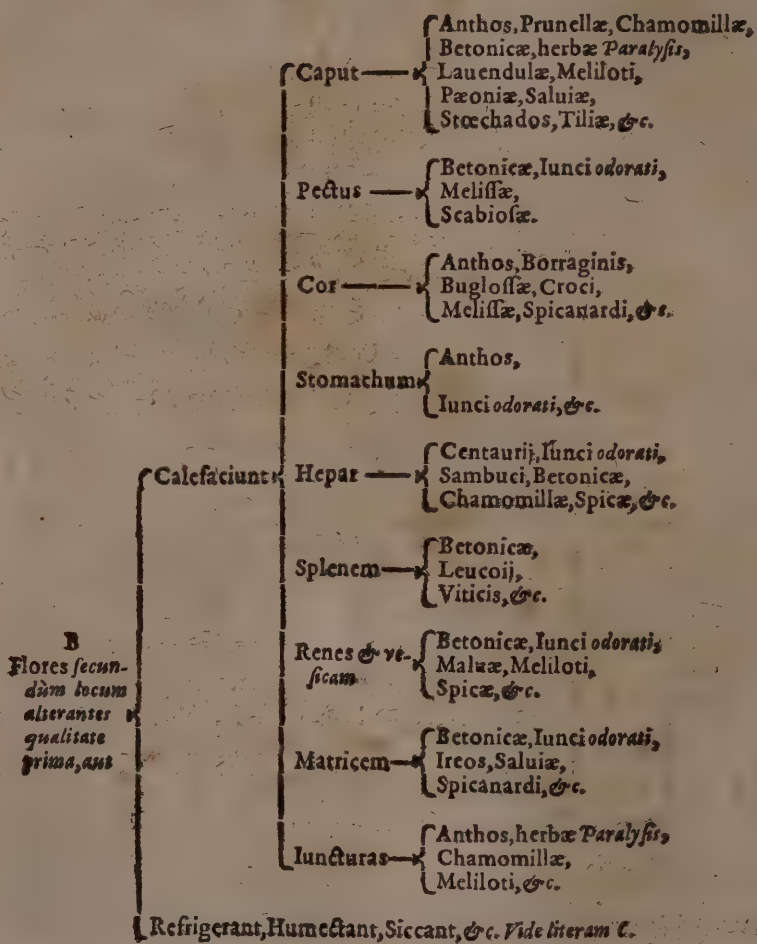 B
Flores secun-
dùm locum
alterantes
qualitate
prima, aut
Calefaciunt
Caput
Anthos, Prunellæ, Chamomillæ,
Betonicæ, herbæ Paralysis,
Lauendulæ, Meliloti,
Pæoniæ, Saluiæ,
Stœchados, Tiliæ, &c.
Pectus
Betonicæ, Iunci odorati,
Melissæ,
Scabiosæ.
Cor
Anthos, Borraginis,
Buglossæ, Croci,
Melissæ, Spicanardi, &c.
Stomachum
Anthos,
Iunci odorati, &c.
Hepar
Centaurij, Iunci odorati,
Sambuci, Betonicæ,
Chamomillæ, Spicæ, &c.
Splenem
Betonicæ,
Leucoij,
Viticis, &c.
Renes & ve-
sicam
Betonicæ, Iunci odorati,
Maluæ, Meliloti,
Spicæ, &c.
Matricem
Betonicæ, Iunci odorati,
Ireos, Saluiæ,
Spicanardi, &c.
Iuncturas
Anthos, herbæ Paralysis,
Chamomillæ,
Meliloti, &c.
Refrigerant, Humectant, Siccant, &c. Vide literam C.